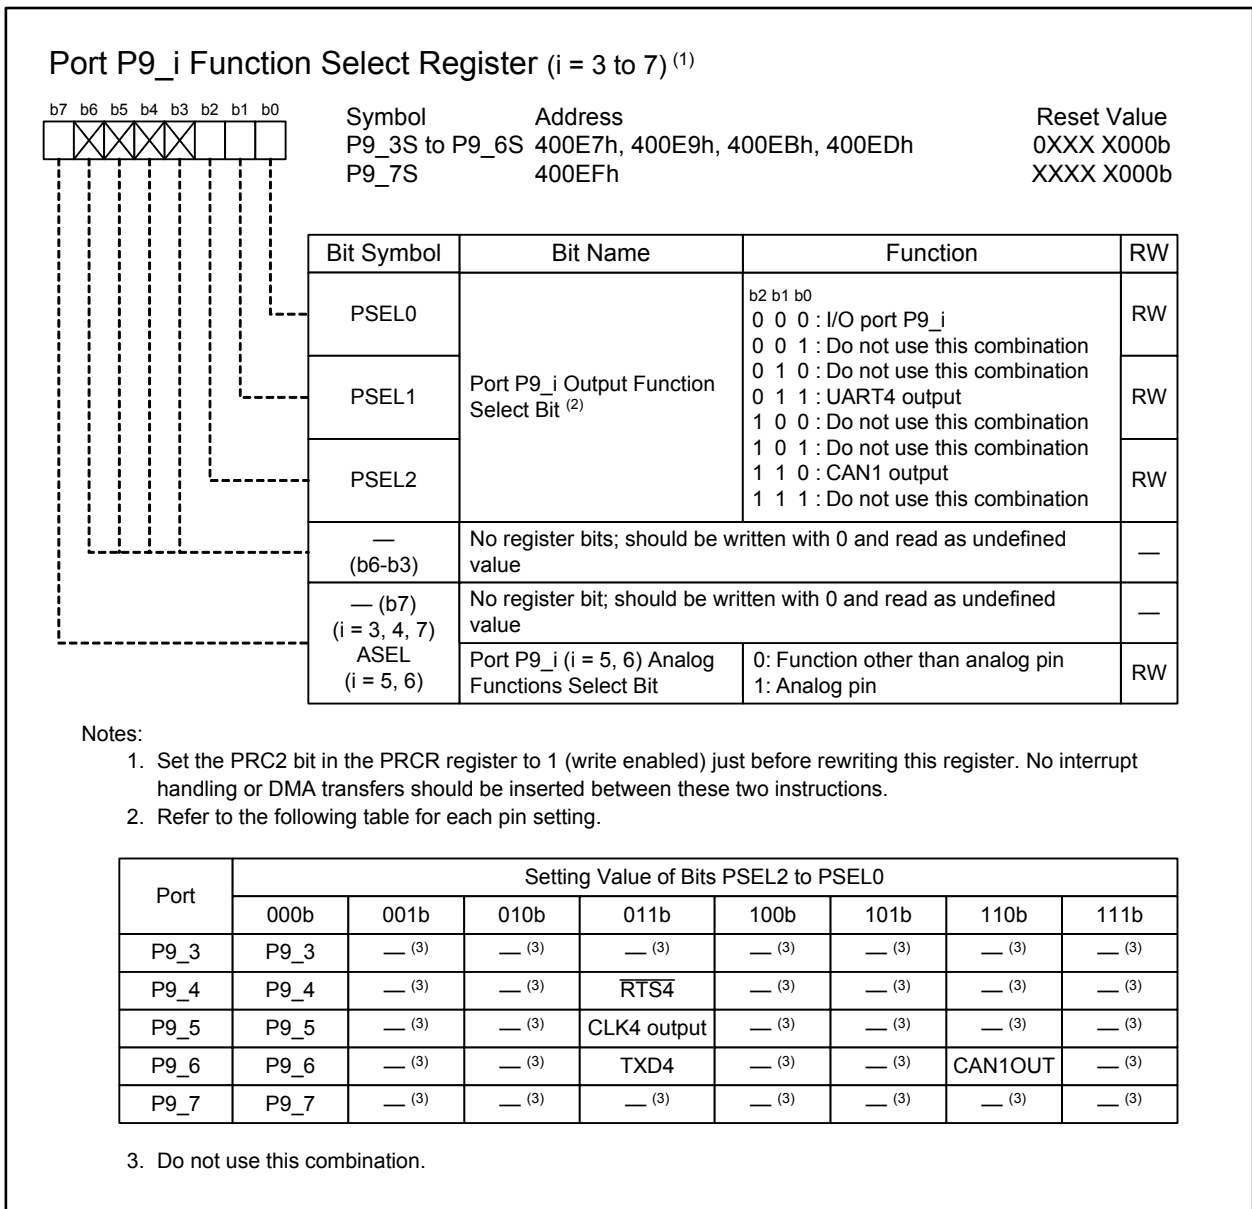 Port P9_i Function Select Register (i = 3 to 7) (1)
b7 b6 b5 b4 b3 b2 b1 b0
Symbol Address Reset Value
P9_3S to P9_6S 400E7h, 400E9h, 400EBh, 400EDh 0XXX X000b
P9_7S 400EFh XXXX X000b
Bit Symbol Bit Name Function RW
PSEL0 RW
PSEL1 RW
PSEL2 RW
Port P9_i Output Function
Select Bit (2)
b2 b1 b0
0 0 0 : I/O port P9_i
0 0 1 : Do not use this combination
0 1 0 : Do not use this combination
0 1 1 : UART4 output
1 0 0 : Do not use this combination
1 0 1 : Do not use this combination
1 1 0 : CAN1 output
1 1 1 : Do not use this combination
—
(b6-b3)
No register bits; should be written with 0 and read as undefined
value
—
— (b7)
(i = 3, 4, 7)
No register bit; should be written with 0 and read as undefined
value
—
ASEL
(i = 5, 6)
Port P9_i (i = 5, 6) Analog
Functions Select Bit
0: Function other than analog pin
1: Analog pin
RW
Notes:
1. Set the PRC2 bit in the PRCR register to 1 (write enabled) just before rewriting this register. No interrupt
handling or DMA transfers should be inserted between these two instructions.
2. Refer to the following table for each pin setting.
Port Setting Value of Bits PSEL2 to PSEL0
000b 001b 010b 011b 100b 101b 110b 111b
P9_3 P9_3 — (3) — (3) — (3) — (3) — (3) — (3) — (3)
P9_4 P9_4 — (3) — (3) RTS4 — (3) — (3) — (3) — (3)
P9_5 P9_5 — (3) — (3) CLK4 output — (3) — (3) — (3) — (3)
P9_6 P9_6 — (3) — (3) TXD4 — (3) — (3) CAN1OUT — (3)
P9_7 P9_7 — (3) — (3) — (3) — (3) — (3) — (3) — (3)
3. Do not use this combination.